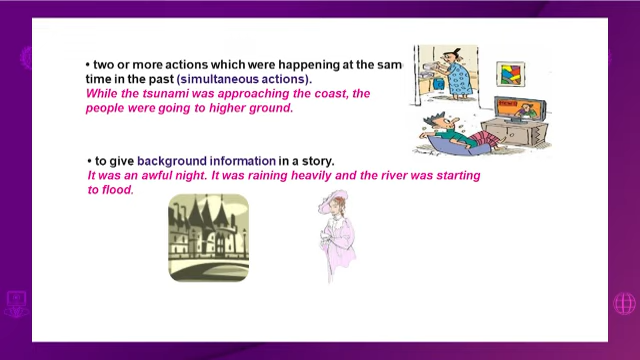 • two or more actions which were happening at the sam
time in the past (simultaneous actions).
While the tsunami was approaching the coast, the
people were going to higher ground.
• to give background information in a story.
It was an awful night. It was raining heavily and the river was starting
to flood.